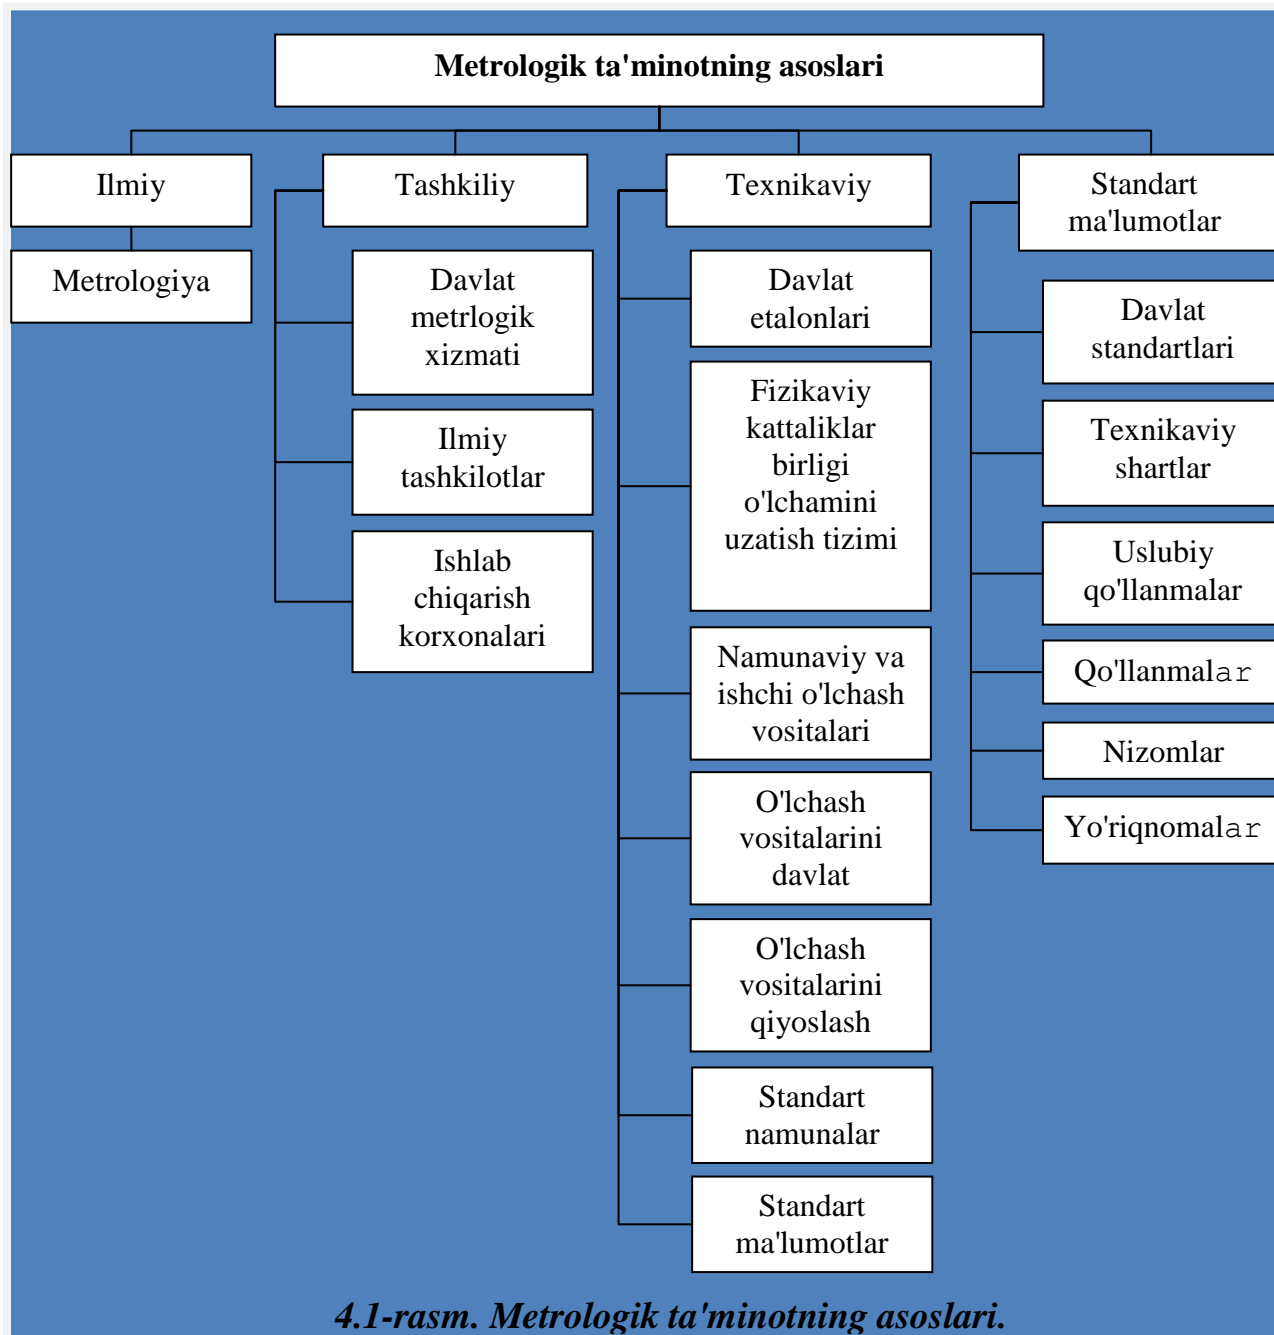 Metrologik ta'minotning asoslari
Ilmiy
Metrologiya
Tashkiliy
Davlat
metrlogik
xizmati
Ilmiy
tashkilotlar
Ishlab
chiqarish
korxonalari
Texnikaviy
Davlat
etalonlari
Fizikaviy
kattaliklar
birligi
o'lchamini
uzatish tizimi
Namunaviy va
ishchi o'lchash
vositalari
O'lchash
vositalarini
davlat
O'lchash
vositalarini
qiyoslash
Standart
namunalar
Standart
ma'lumotlar
Standart
ma'lumotlar
Davlat
standartlari
Texnikaviy
shartlar
Uslubiy
qo'llanmalar
Qo'llanmalar
Nizomlar
Yo'riqnomalar
4.1-rasm. Metrologik ta'minotning asoslari.